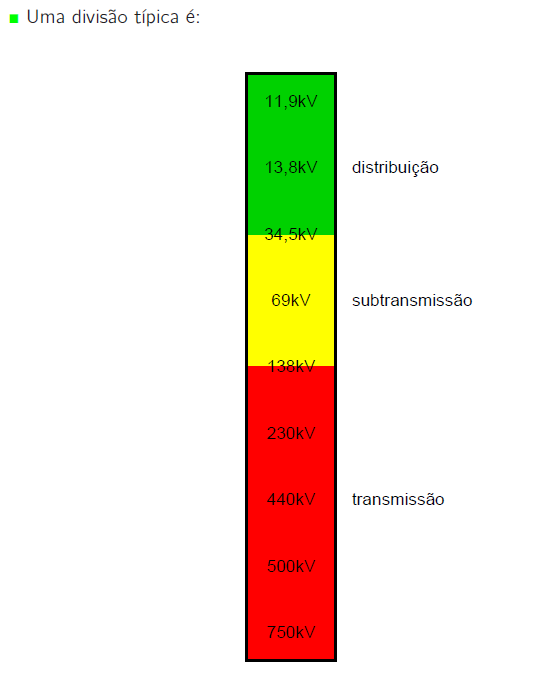 Uma divisão típica é:
11,9kV
13,8kV distribuição
34,5kV
69kV subtransmissão
138kV
230kV
440kV transmissão
500kV
750kV